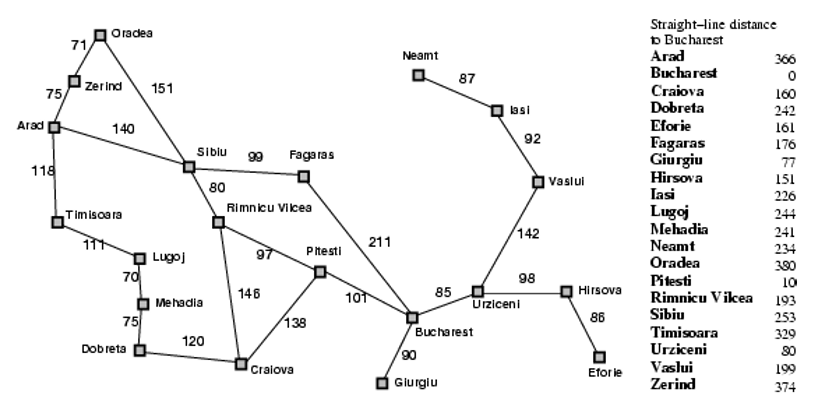 Oradea
71
Zerind
75
151
Arad
140
118
Sibiu
99
Fagaras
80
Rimnicu Vilcea
Timisoara
111
Lugoj
70
Mehadia
75
Dobreta
120
Craiova
146
97
Pitesti
138
101
211
Bucharest
90
Giurgiu
85
Urziceni
98
Hirsova
86
Eforie
142
Vaslui
92
Iasi
87
Neamt
Straight-line distance
to Bucharest
Arad 366
Bucharest 0
Craiova 160
Dobreta 242
Eforie 161
Fagaras 176
Giurgiu 77
Hirsova 151
Iasi 226
Lugoj 244
Mehadia 241
Neamt 234
Oradea 380
Pitesti 10
Rimnicu Vilcea 193
Sibiu 253
Timisoara 329
Urziceni 80
Vaslui 199
Zerind 374